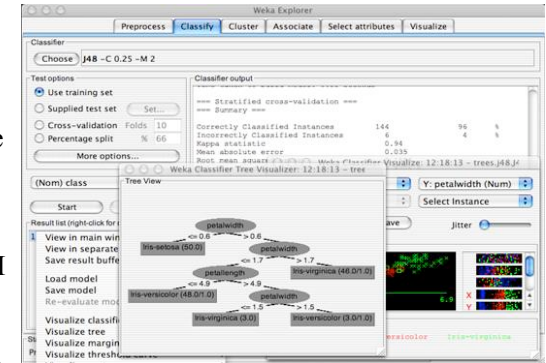 Weka Explorer
Preprocess Classify Cluster Associate Select attributes Visualize
Classifier
Choose J48 -C 0.25 -M 2
Test options
Use training set
Supplied test set Set...
Cross-validation Folds 10
Percentage split % 66
More options...
(Nom) class
Start
Result list (right-click for
View in main win
View in separate
Save result buffe
Load model
Save model
Re-evaluate mod
Visualize classifi
Visualize tree
Visualize margin
Visualize threshold curve
Classifier output
=== Stratified cross-validation ===
=== Summary ===
Correctly Classified Instances 144 96 %
Incorrectly Classified Instances 6 4 %
Kappa statistic 0.94
Mean absolute error 0.035
Root mean squar
Weka Classifier Visualize: 12:18:13 - trees.j48.J4
Y: petalwidth (Num)
Select Instance
Jitter
6.9
X
Y
versicolor Iris-virginica
Weka Classifier Tree Visualizer: 12:18:13 - tree
Tree View
petalwidth
<= 0.6 > 0.6
Iris-setosa (50.0) petalwidth
<= 1.7 > 1.7
petallength Iris-virginica (46.0/1.0)
<= 4.9 > 4.9
Iris-versicolor (48.0/1.0) petalwidth
<= 1.5 > 1.5
Iris-virginica (3.0) Iris-versicolor (3.0/1.0)